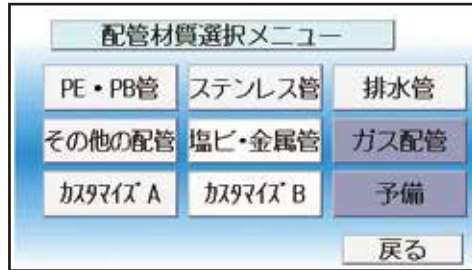 配管材質選択メニュー
PE・PB管 ステンレス管 排水管
その他の配管 塩ビ・金属管 ガス配管
ｶｽﾀﾏｲｽﾞA ｶｽﾀﾏｲｽﾞB 予備
戻る